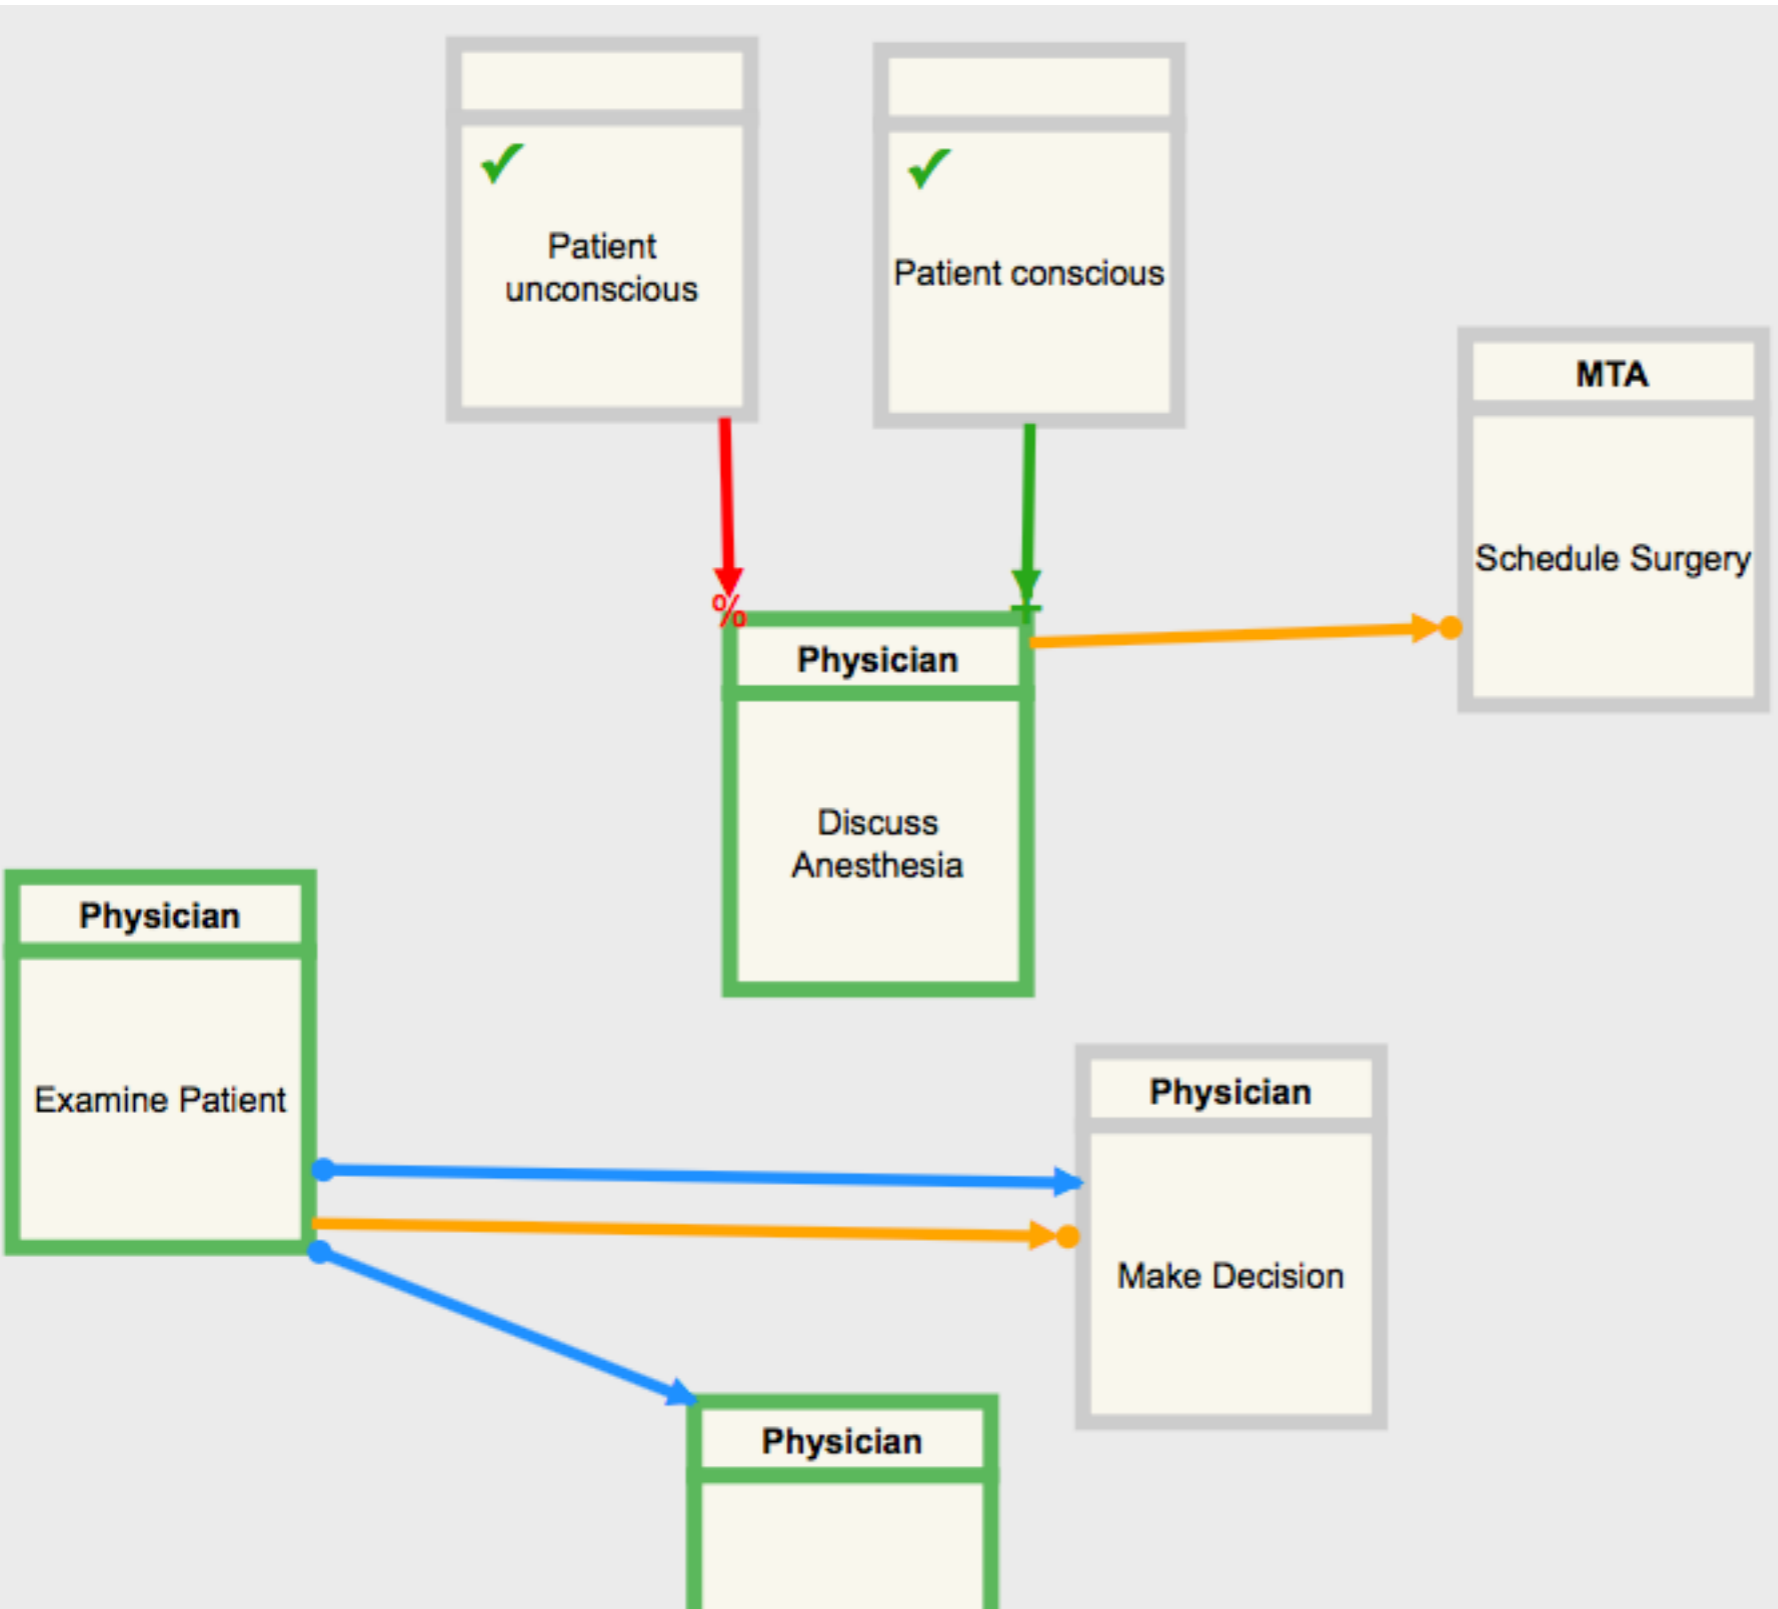 Patient
unconscious
Patient conscious
MTA
Schedule Surgery
%
+
Physician
Discuss
Anesthesia
Physician
Examine Patient
Physician
Make Decision
Physician